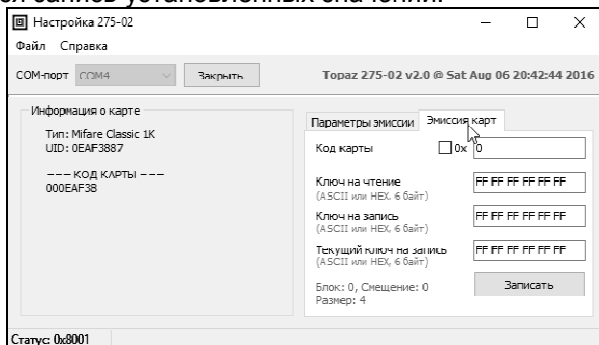 ся запись установленных значений.
Настройка 275-02
Файл Справка
COM-порт COM4 Закрыть Topaz 275-02 v2.0 @ Sat Aug 06 20:42:44 2016
Информация о карте
Тип: Mifare Classic 1K
UID: 0EAF3887
--- КОД КАРТЫ ---
000EAF38
Параметры эмиссии Эмиссия карт
Код карты 0x 0
Ключ на чтение FF FF FF FF FF FF
(ASCII или HEX, 6 байт)
Ключ на запись FF FF FF FF FF FF
(ASCII или HEX, 6 байт)
Текущий ключ на запись FF FF FF FF FF FF
(ASCII или HEX, 6 байт)
Блок: 0, Смещение: 0
Размер: 4
Записать
Статус: 0x8001